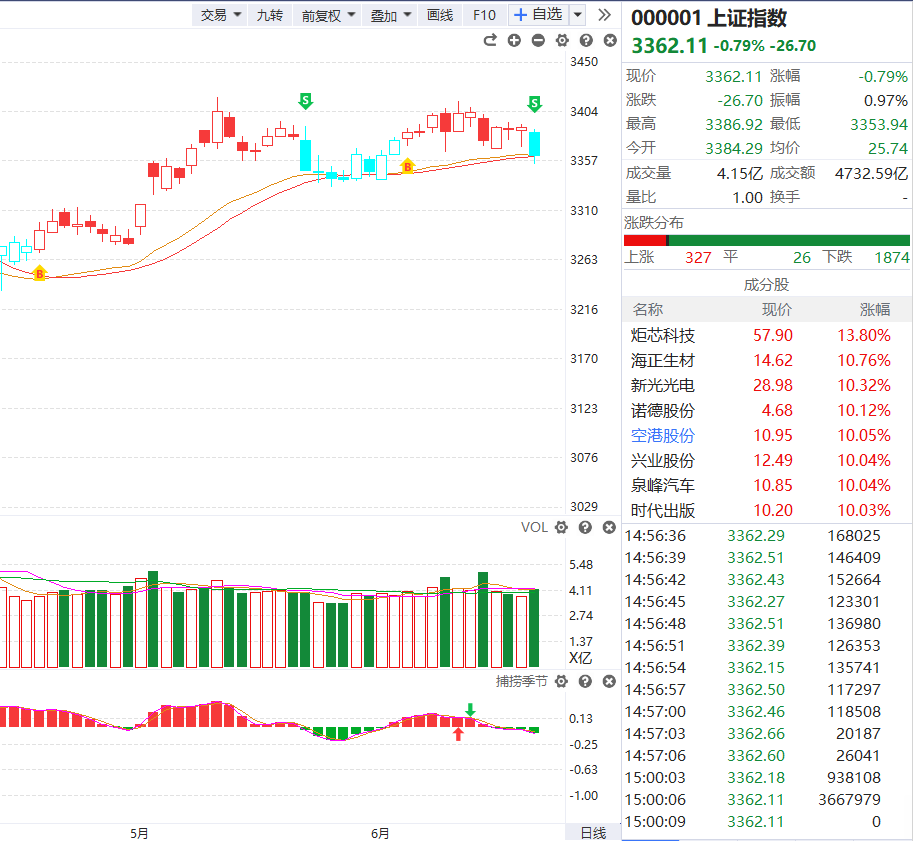 交易 九转 前复权 叠加 画线 F10 自选
3450
S S
3404
B
3357
3310
B
3263
3216
3170
3123
3076
3029
VOL
5.48
4.11
2.74
1.37
X亿
捕捞季节
0.13
-0.25
-0.63
-1.00
5月 6月 日线
000001 上证指数
3362.11 -0.79% -26.70
现价 3362.11 涨幅 -0.79%
涨跌 -26.70 振幅 0.97%
最高 3386.92 最低 3353.94
今开 3384.29 均价 25.74
成交量 4.15亿 成交额 4732.59亿
量比 1.00 换手 -
涨跌分布
上涨 327 平 26 下跌 1874
成分股
名称 现价 涨幅
炬芯科技 57.90 13.80%
海正生材 14.62 10.76%
新光光电 28.98 10.32%
诺德股份 4.68 10.12%
空港股份 10.95 10.05%
兴业股份 12.49 10.04%
泉峰汽车 10.85 10.04%
时代出版 10.20 10.03%
14:56:36 3362.29 168025
14:56:39 3362.51 146409
14:56:42 3362.43 152664
14:56:45 3362.27 123301
14:56:48 3362.51 136980
14:56:51 3362.39 126353
14:56:54 3362.15 135741
14:56:57 3362.50 117297
14:57:00 3362.46 118508
14:57:03 3362.66 20187
14:57:06 3362.60 26041
15:00:03 3362.18 938108
15:00:06 3362.11 3667979
15:00:09 3362.11 0